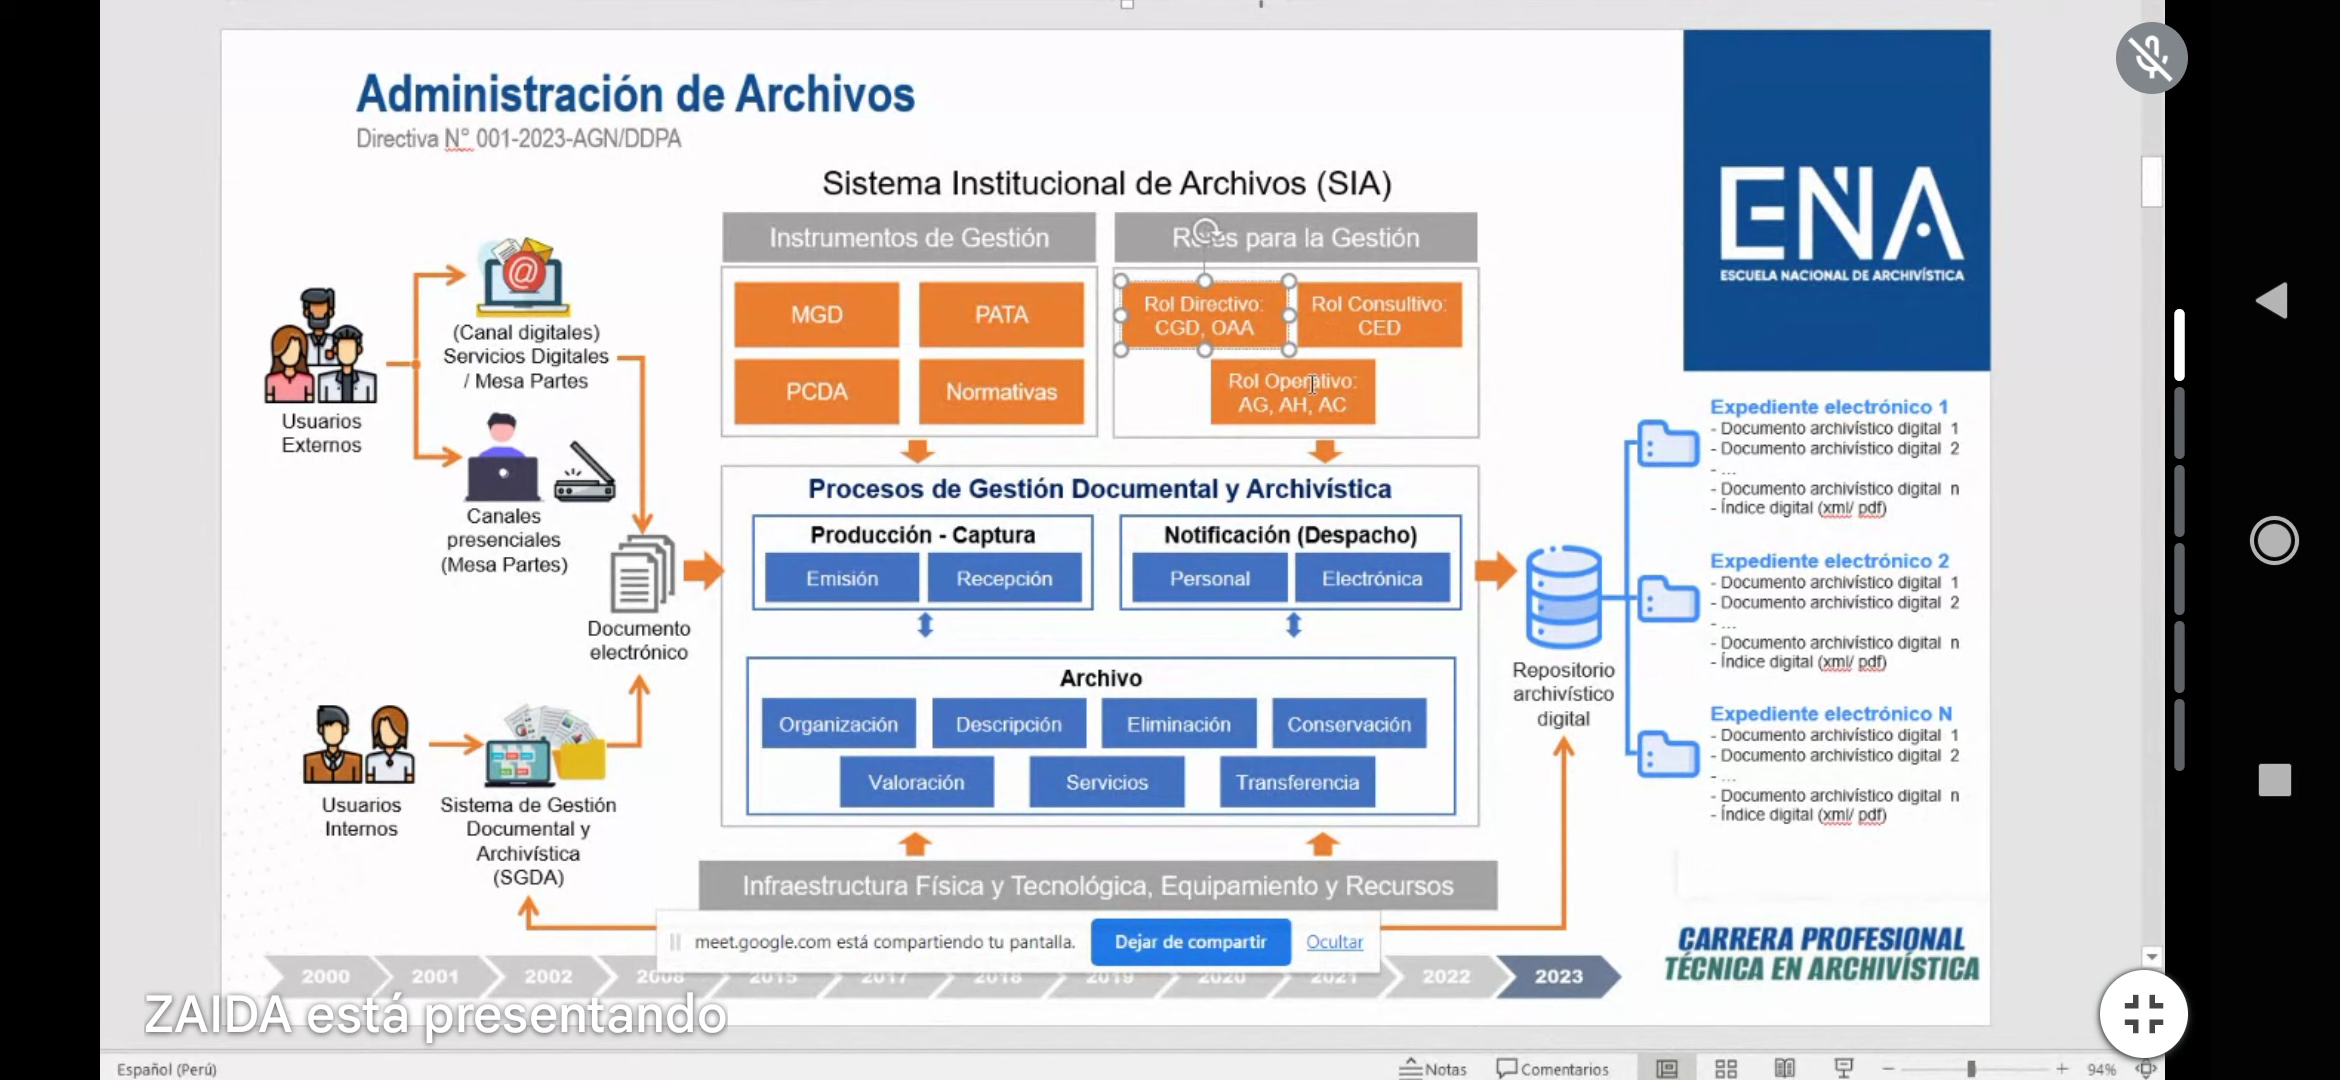 Administración de Archivos
Directiva N° 001-2023-AGN/DDPA
Sistema Institucional de Archivos (SIA)
Instrumentos de Gestión
MGD
PATA
PCDA
Normativas
para la Gestión
Rol Directivo:
CGD, OAA
Rol Consultivo:
CED
Rol Operativo:
AG, AH, AC
Usuarios
Externos
(Canal digitales)
Servicios Digitales
/ Mesa Partes
Canales
presenciales
(Mesa Partes)
Documento
electrónico
Usuarios
Internos
Sistema de Gestión
Documental y
Archivística
(SGDA)
Procesos de Gestión Documental y Archivística
Producción - Captura
Emisión
Recepción
Notificación (Despacho)
Personal
Electrónica
Archivo
Organización
Descripción
Eliminación
Conservación
Valoración
Servicios
Transferencia
Infraestructura Física y Tecnológica, Equipamiento y Recursos
Repositorio
archivístico
digital
ENA
ESCUELA NACIONAL DE ARCHIVÍSTICA
Expediente electrónico 1
- Documento archivístico digital 1
- Documento archivístico digital 2
- ...
- Documento archivístico digital n
- Índice digital (xml/ pdf)
Expediente electrónico 2
- Documento archivístico digital 1
- Documento archivístico digital 2
- ...
- Documento archivístico digital n
- Índice digital (xml/ pdf)
Expediente electrónico N
- Documento archivístico digital 1
- Documento archivístico digital 2
- ...
- Documento archivístico digital n
- Índice digital (xml/ pdf)
CARRERA PROFESIONAL
TÉCNICA EN ARCHIVÍSTICA
meet.google.com está compartiendo tu pantalla.
Dejar de compartir
Ocultar
2000 2001 2002 2008 2015 2017 2018 2019 2020 2021 2022 2023
ZAIDA está presentando
Español (Perú)
Notas
Comentarios
94%